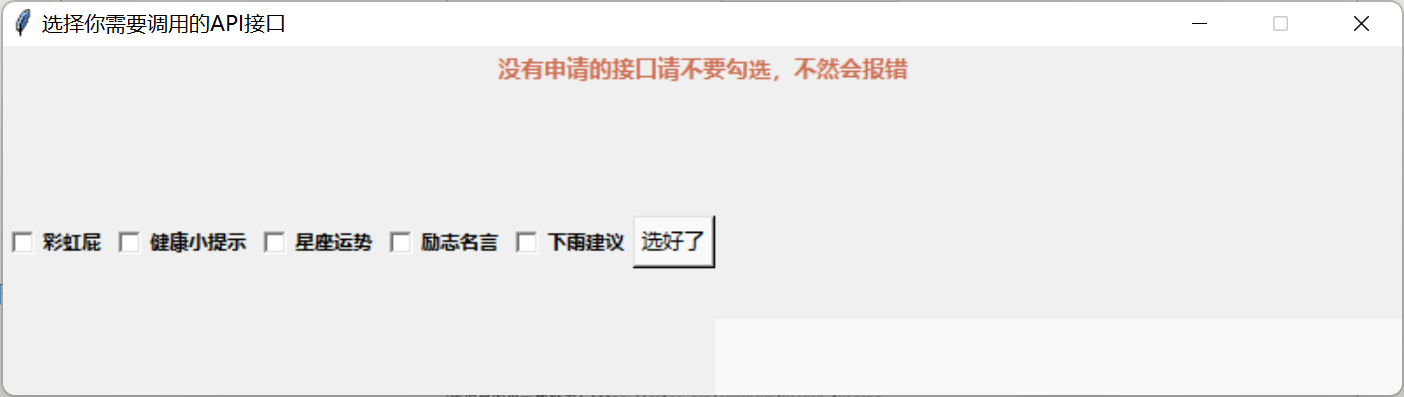 选择你需要调用的API接口
没有申请的接口请不要勾选，不然会报错
彩虹屁 健康小提示 星座运势 励志名言 下雨建议 选好了